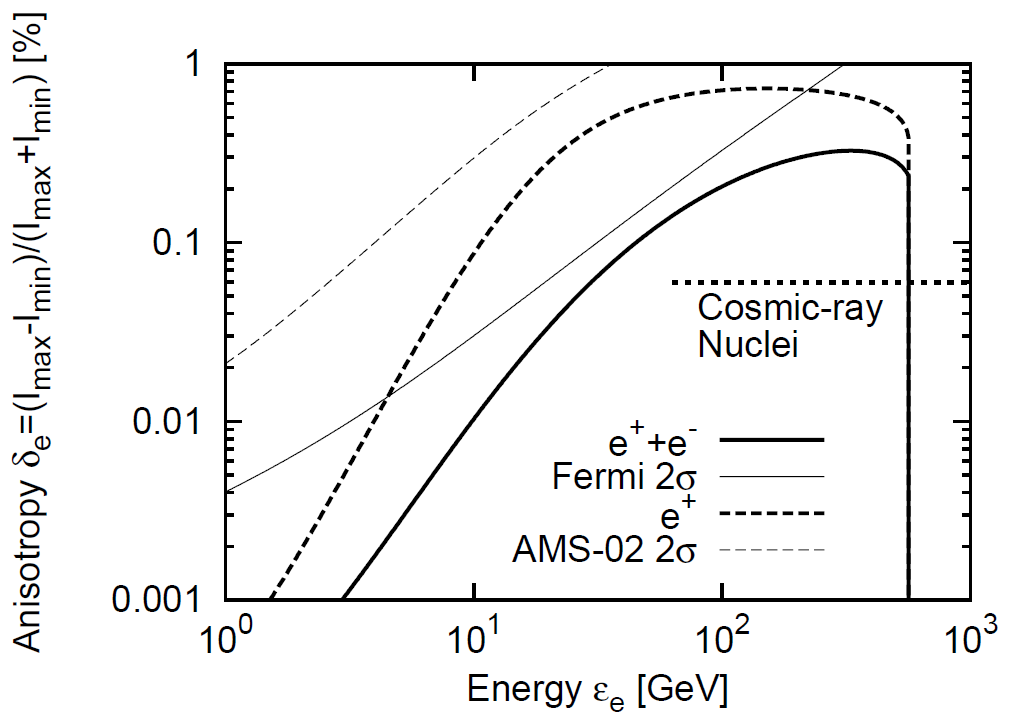 Anisotropy δe=(Imax-Imin)/(Imax+Imin) [%]
1
0.1
0.01
0.001
Cosmic-ray
Nuclei
e+ + e-
Fermi 2σ
e+
AMS-02 2σ
10^0
10^1
10^2
10^3
Energy εe [GeV]